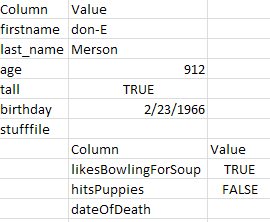 Column Value
firstname don-E
last_name Merson
age 912
tall TRUE
birthday 2/23/1966
stufffile
Column Value
likesBowlingForSoup TRUE
hitsPuppies FALSE
dateOfDeath